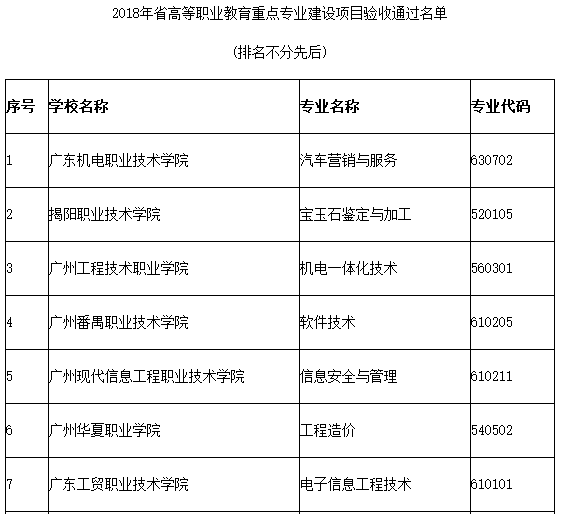 2018年省高等职业教育重点专业建设项目验收通过名单
(排名不分先后)
序号 学校名称 专业名称 专业代码
1 广东机电职业技术学院 汽车营销与服务 630702
2 揭阳职业技术学院 宝玉石鉴定与加工 520105
3 广州工程技术职业学院 机电一体化技术 560301
4 广州番禺职业技术学院 软件技术 610205
5 广州现代信息工程职业技术学院 信息安全与管理 610211
6 广州华夏职业学院 工程造价 540502
7 广东工贸职业技术学院 电子信息工程技术 610101